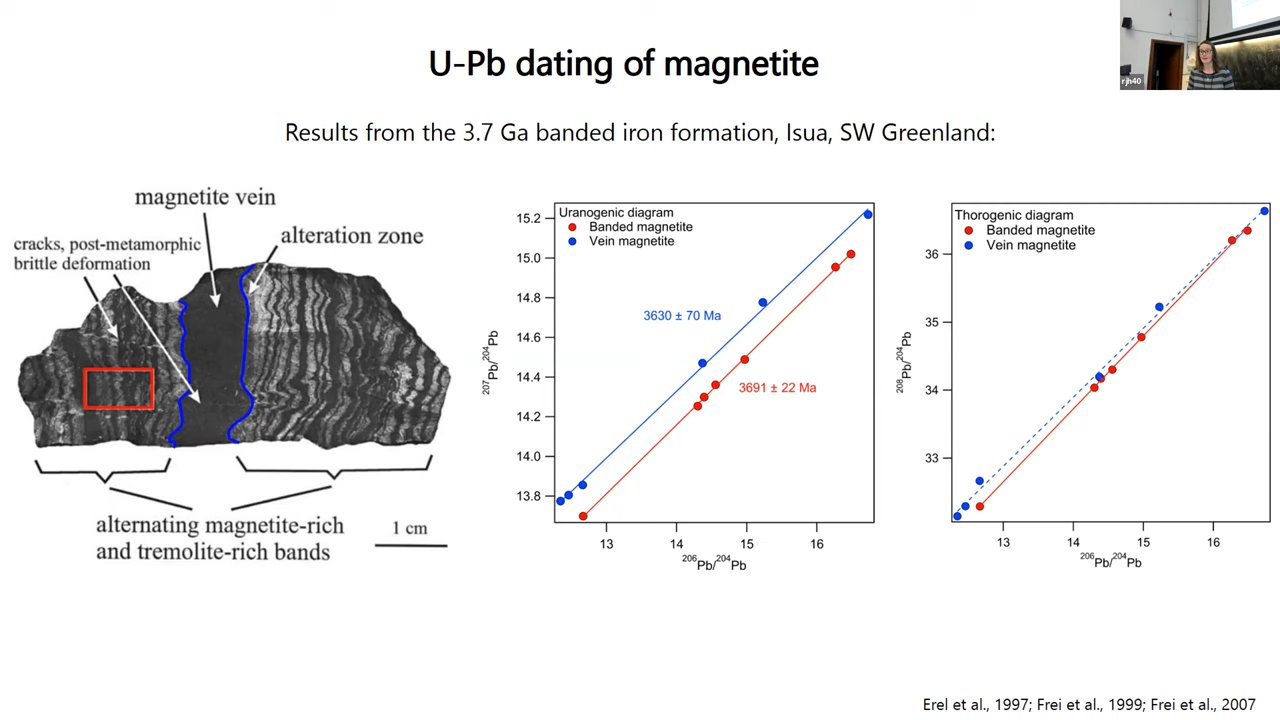 U-Pb dating of magnetite
rjh40
Results from the 3.7 Ga banded iron formation, Isua, SW Greenland:
magnetite vein
cracks, post-metamorphic
brittle deformation
alteration zone
alternating magnetite-rich
and tremolite-rich bands
1 cm
Uranogenic diagram
Banded magnetite
Vein magnetite
15.2
15.0
14.8
14.6
14.4
14.2
14.0
13.8
207Pb/204Pb
3630 ± 70 Ma
3691 ± 22 Ma
13 14 15 16
206Pb/204Pb
Thorogenic diagram
Banded magnetite
Vein magnetite
36
35
34
33
208Pb/204Pb
13 14 15 16
206Pb/204Pb
Erel et al., 1997; Frei et al., 1999; Frei et al., 2007